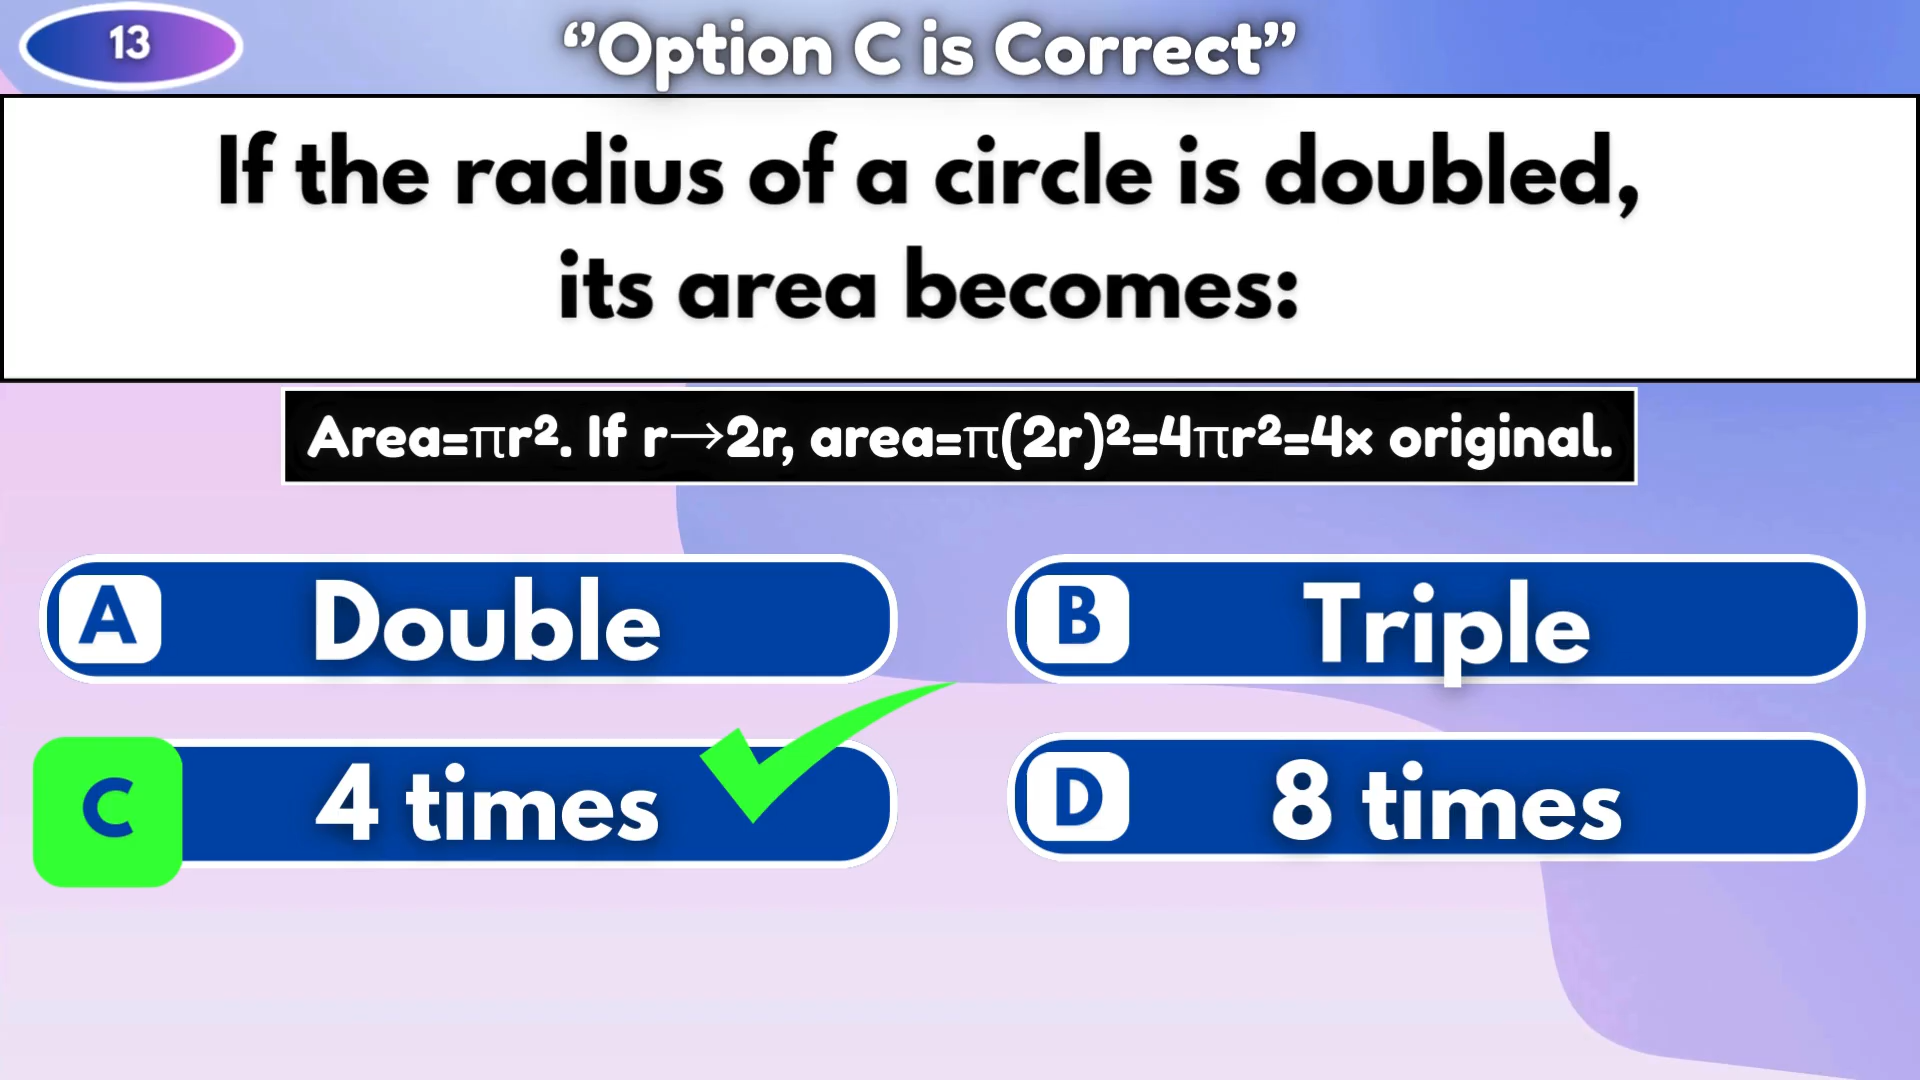 13
‘’Option C is Correct’’
If the radius of a circle is doubled,
its area becomes:
Area=πr². If r→2r, area=π(2r)²=4πr²=4x original.
A Double
B Triple
C 4 times
D 8 times